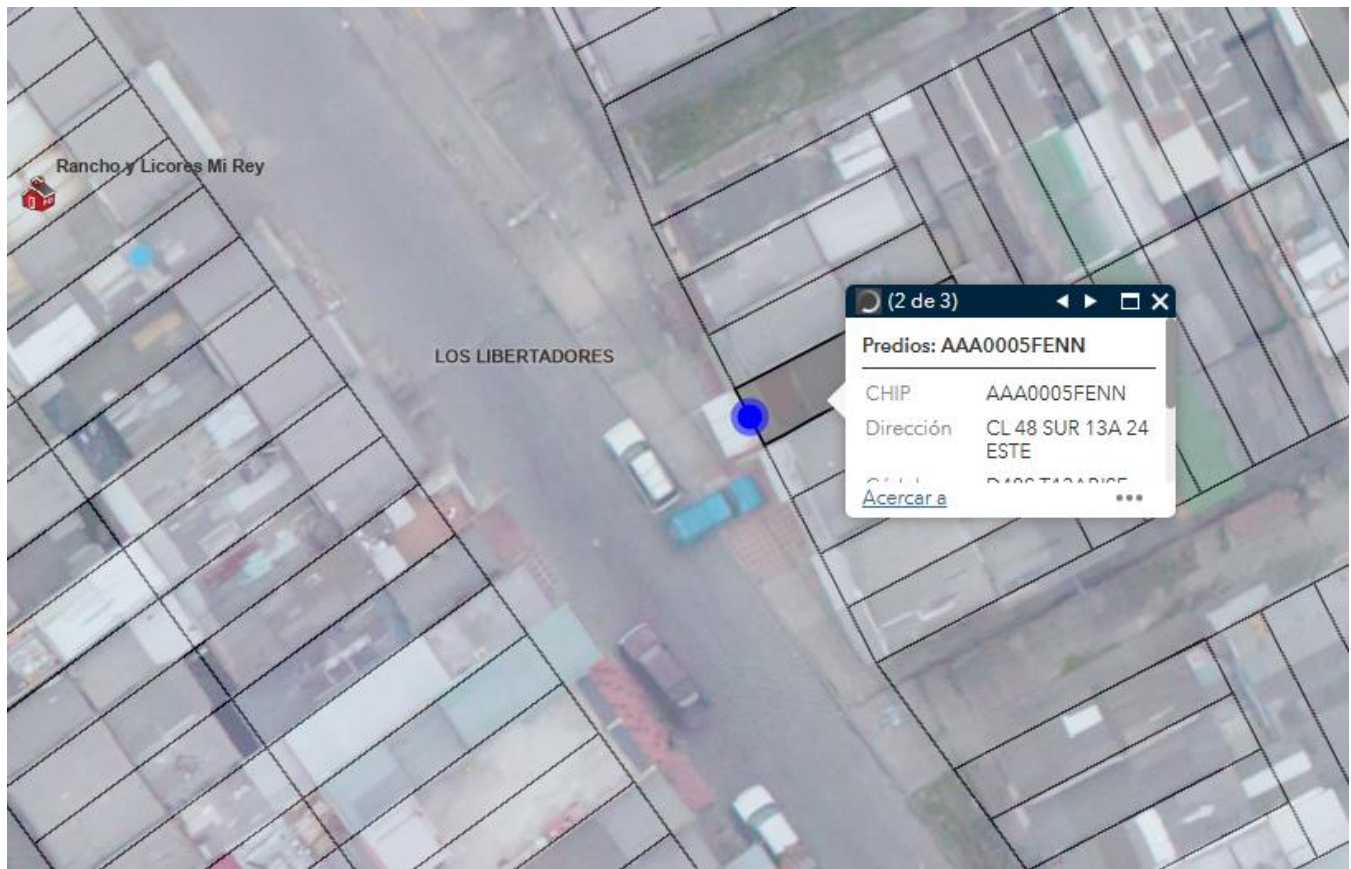 Rancho y Licores Mi Rey
LOS LIBERTADORES
(2 de 3)
Predios: AAA0005FENN
CHIP AAA0005FENN
Dirección CL 48 SUR 13A 24
ESTE
Acercar a